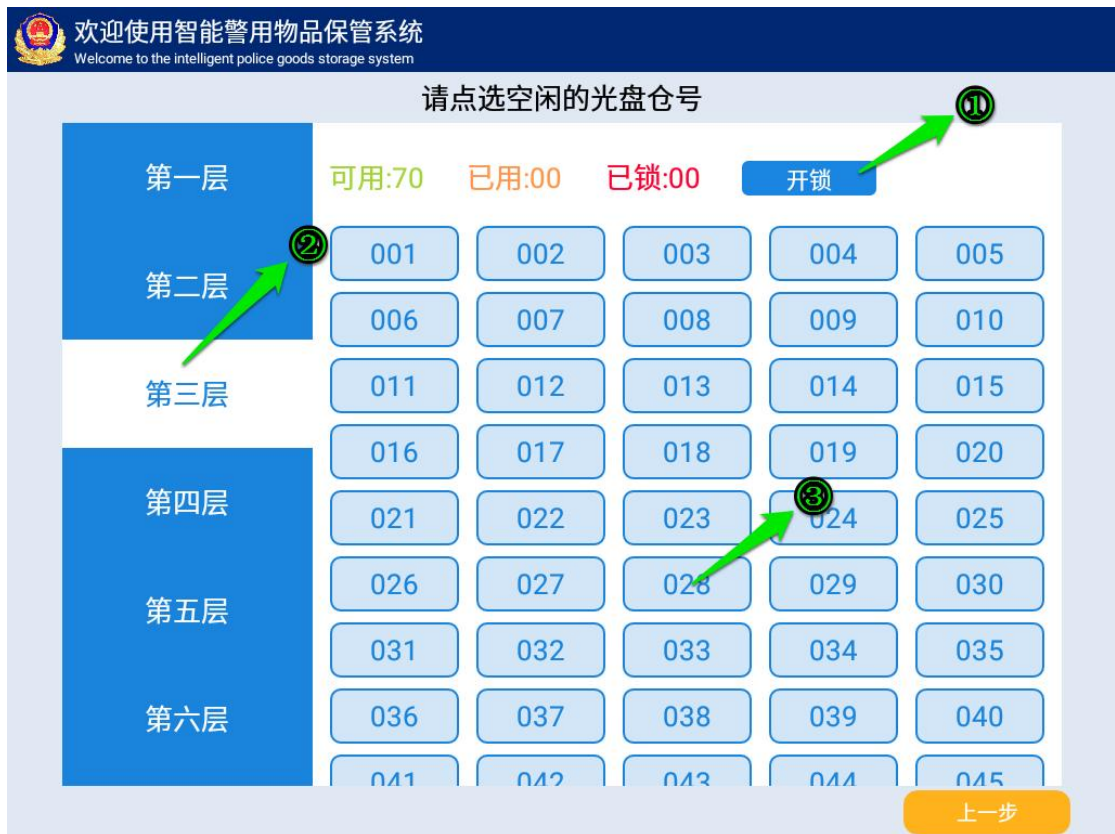 欢迎使用智能警用物品保管系统
Welcome to the intelligent police goods storage system
请点选空闲的光盘仓号
①
第一层
可用:70 已用:00 已锁:00 开锁
②
001 002 003 004 005
第二层
006 007 008 009 010
第三层
011 012 013 014 015
016 017 018 019 020
③
第四层
021 022 023 024 025
026 027 028 029 030
第五层
031 032 033 034 035
第六层
036 037 038 039 040
041 042 043 044 045
上一步